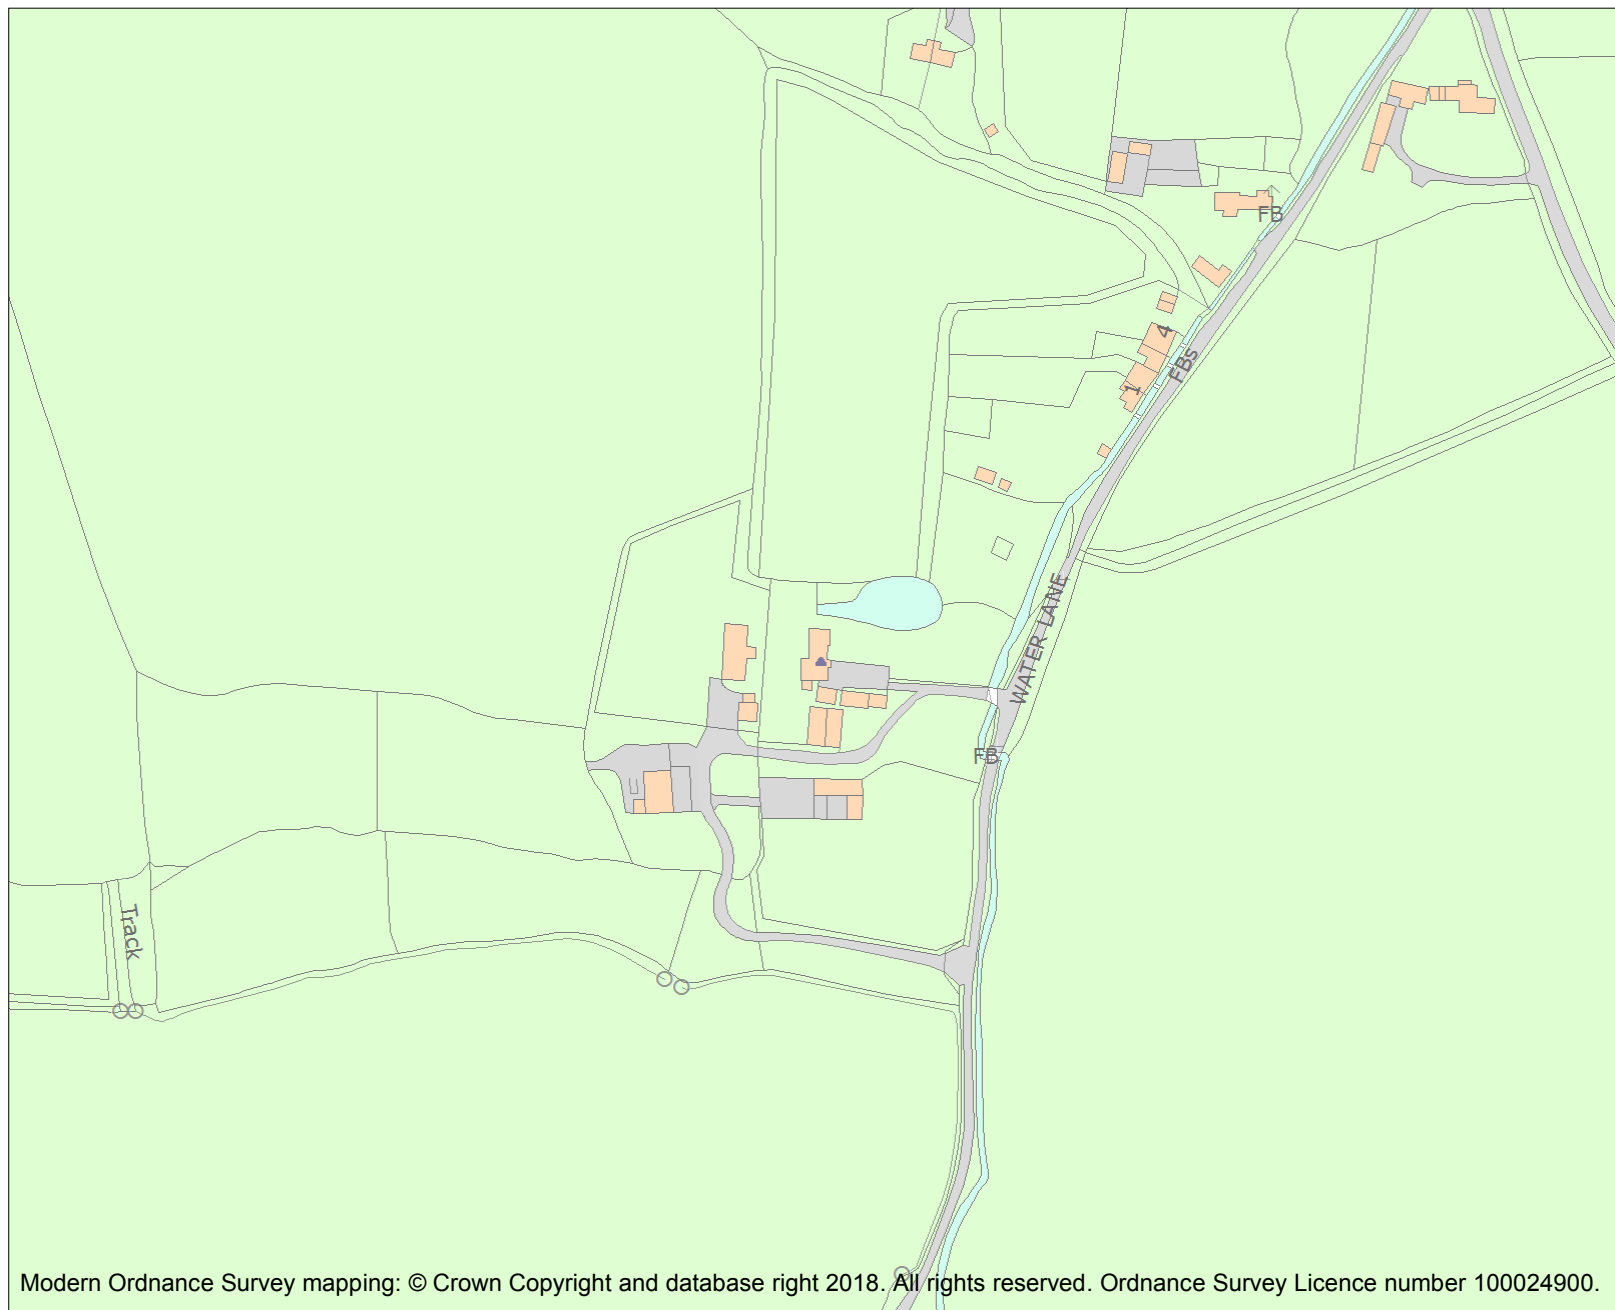 FB
4
FBs
1
WATER LANE
FB
Track
Modern Ordnance Survey mapping: © Crown Copyright and database right 2018. All rights reserved. Ordnance Survey Licence number 100024900.